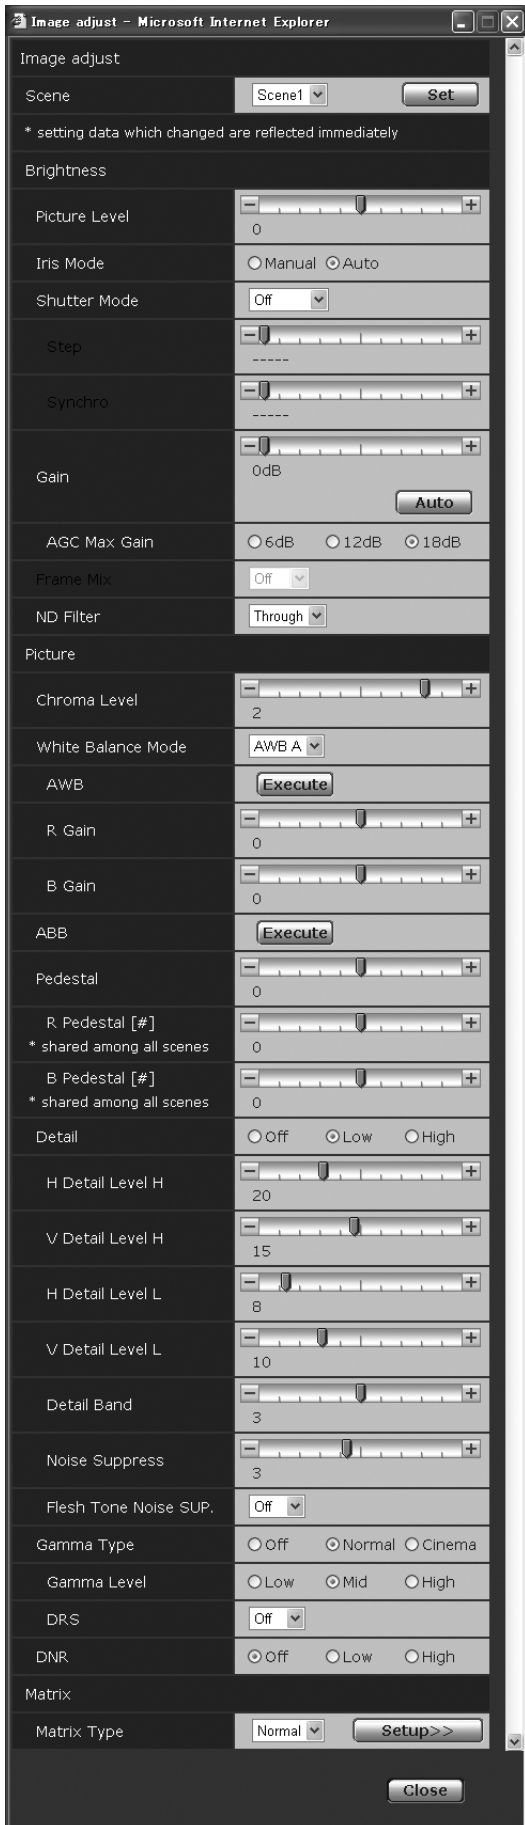 Image adjust - Microsoft Internet Explorer
Image adjust
Scene Scene1 Set
* setting data which changed are reflected immediately
Brightness
Picture Level
0
Iris Mode Manual Auto
Shutter Mode Off
Step
-----
Synchro
-----
Gain
0dB
Auto
AGC Max Gain 6dB 12dB 18dB
Frame Mix Off
ND Filter Through
Picture
Chroma Level
2
White Balance Mode AWB A
AWB Execute
R Gain
0
B Gain
0
ABB Execute
Pedestal
0
R Pedestal [#]
* shared among all scenes 0
B Pedestal [#]
* shared among all scenes 0
Detail Off Low High
H Detail Level H
20
V Detail Level H
15
H Detail Level L
8
V Detail Level L
10
Detail Band
3
Noise Suppress
3
Flesh Tone Noise SUP. Off
Gamma Type Off Normal Cinema
Gamma Level Low Mid High
DRS Off
DNR Off Low High
Matrix
Matrix Type Normal Setup>>
Close